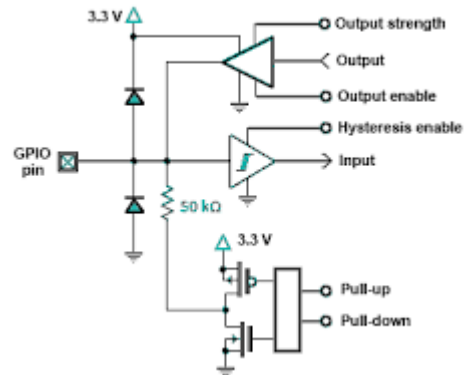 3.3 V
Output strength
Output
Output enable
Hysteresis enable
GPIO
pin
Input
50 kΩ
3.3 V
Pull-up
Pull-down